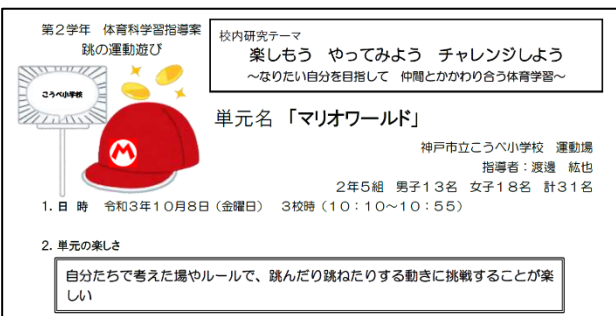 第2学年　体育科学習指導案
跳の運動遊び
校内研究テーマ
楽しもう　やってみよう　チャレンジしよう
～なりたい自分を目指して　仲間とかかわり合う体育学習～
こうべ小学校
M
単元名　「マリオワールド」
神戸市立こうべ小学校　運動場
指導者：渡邊　紘也
2年5組　男子13名　女子18名　計31名
1．日　時　令和3年10月8日（金曜日）　3校時（10：10～10：55）
2．単元の楽しさ
自分たちで考えた場やルールで、跳んだり跳ねたりする動きに挑戦することが楽
しい